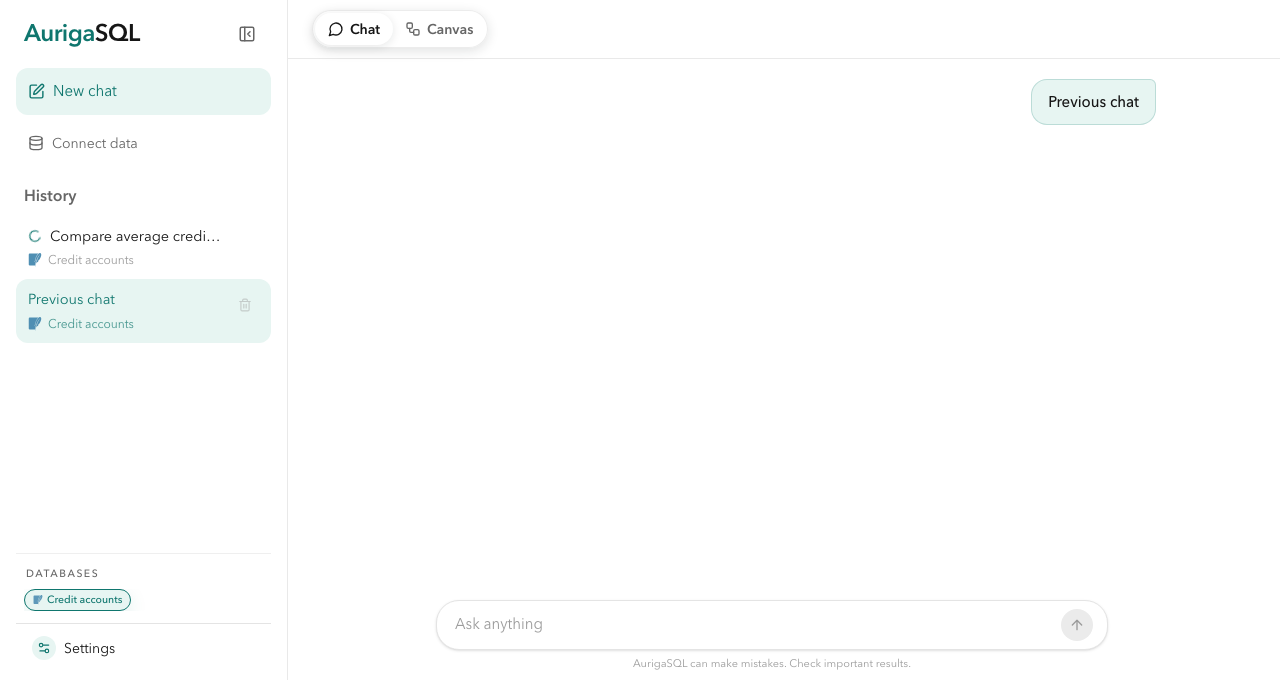 AurigaSQL
New chat
Connect data
History
Compare average credi…
Credit accounts
Previous chat
Credit accounts
DATABASES
Credit accounts
Settings
Chat
Canvas
Previous chat
Ask anything
AurigaSQL can make mistakes. Check important results.